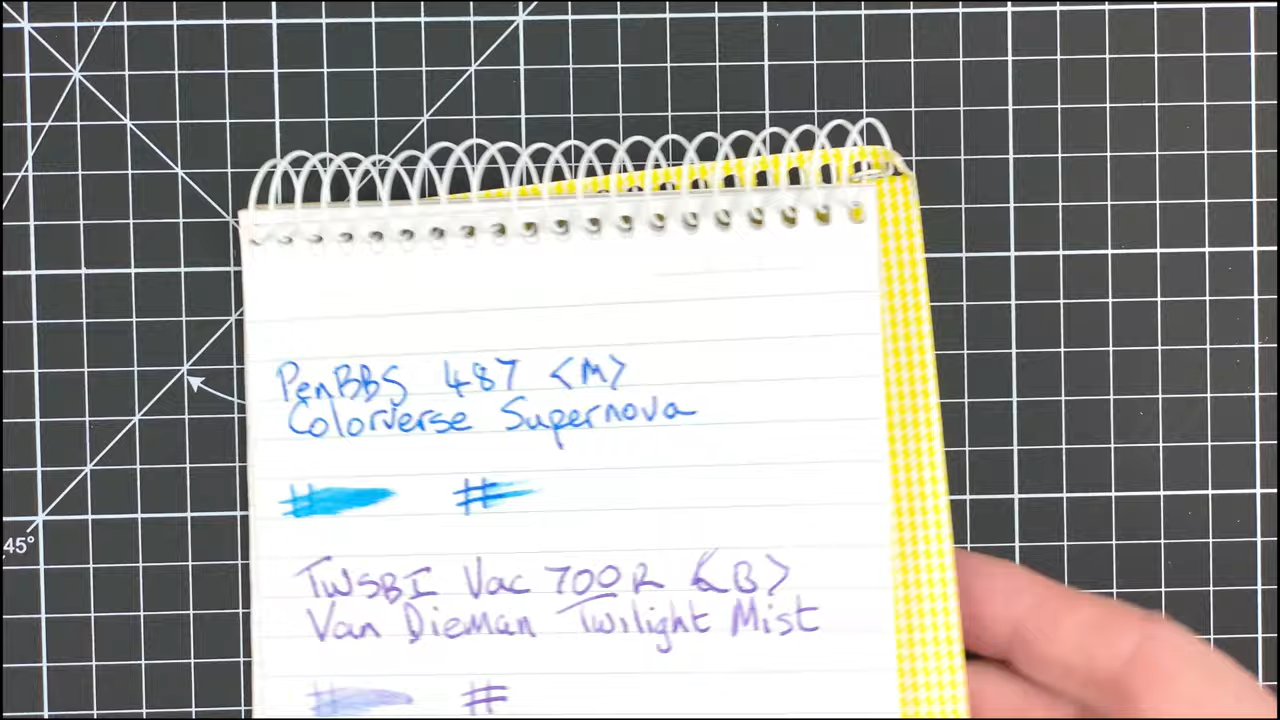 PenBBS 487 <M>
Colorverse Supernova
# #
TWSBI Vac 700R <B>
Van Dieman Twilight Mist
# #
45°